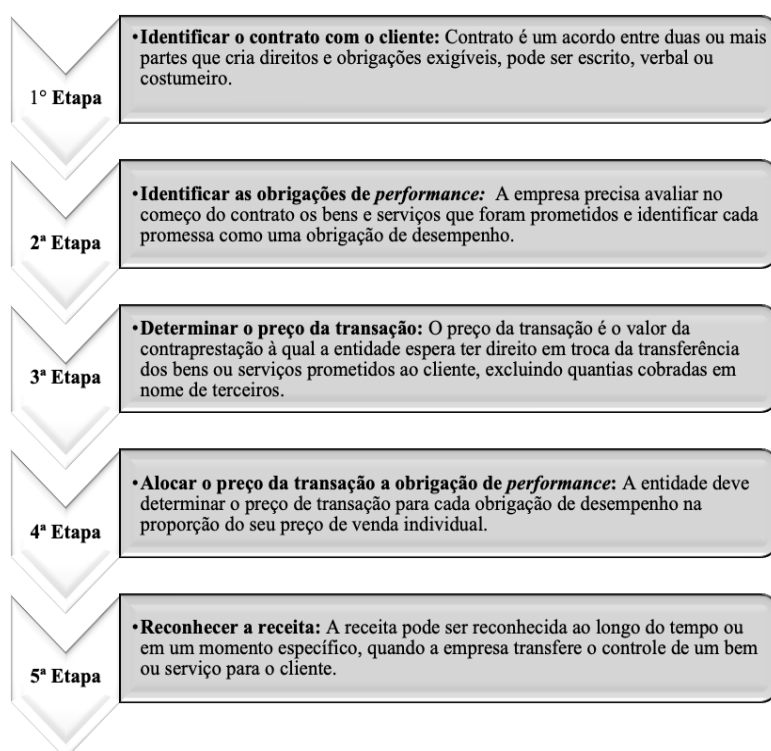 •Identificar o contrato com o cliente: Contrato é um acordo entre duas ou mais
partes que cria direitos e obrigações exigíveis, pode ser escrito, verbal ou
costumeiro.
1° Etapa
•Identificar as obrigações de performance: A empresa precisa avaliar no
começo do contrato os bens e serviços que foram prometidos e identificar cada
promessa como uma obrigação de desempenho.
2ª Etapa
•Determinar o preço da transação: O preço da transação é o valor da
contraprestação à qual a entidade espera ter direito em troca da transferência
dos bens ou serviços prometidos ao cliente, excluindo quantias cobradas em
nome de terceiros.
3ª Etapa
•Alocar o preço da transação a obrigação de performance: A entidade deve
determinar o preço de transação para cada obrigação de desempenho na
proporção do seu preço de venda individual.
4ª Etapa
•Reconhecer a receita: A receita pode ser reconhecida ao longo do tempo ou
em um momento específico, quando a empresa transfere o controle de um bem
ou serviço para o cliente.
5ª Etapa